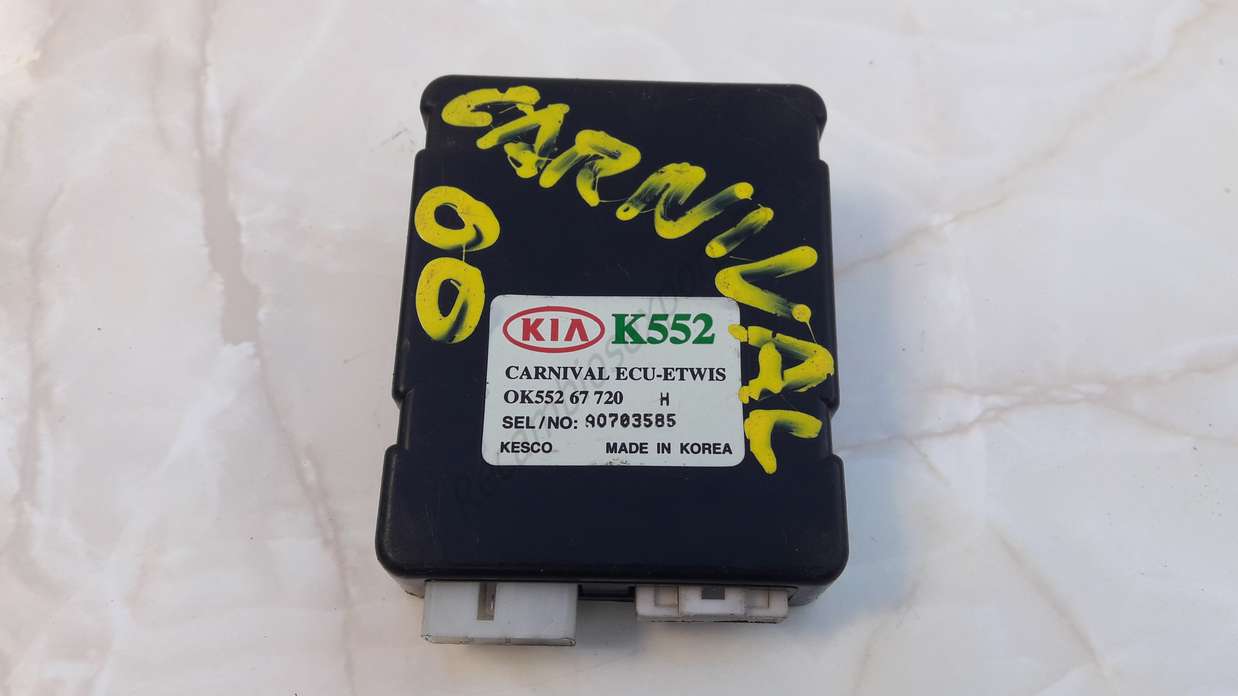 CARNIVAL
00
KIA K552
CARNIVAL ECU-ETWIS
OK552 67 720 H
SEL/NO: A0703585
KESCO MADE IN KOREA